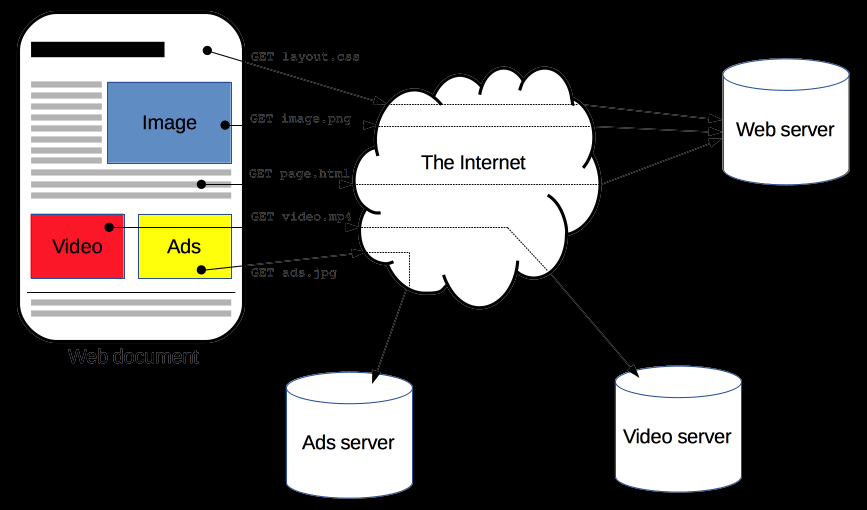 GET layout.css
Image
GET image.png
The Internet
Web server
GET page.html
GET video.mp4
Video
Ads
GET ads.jpg
Web document
Ads server
Video server